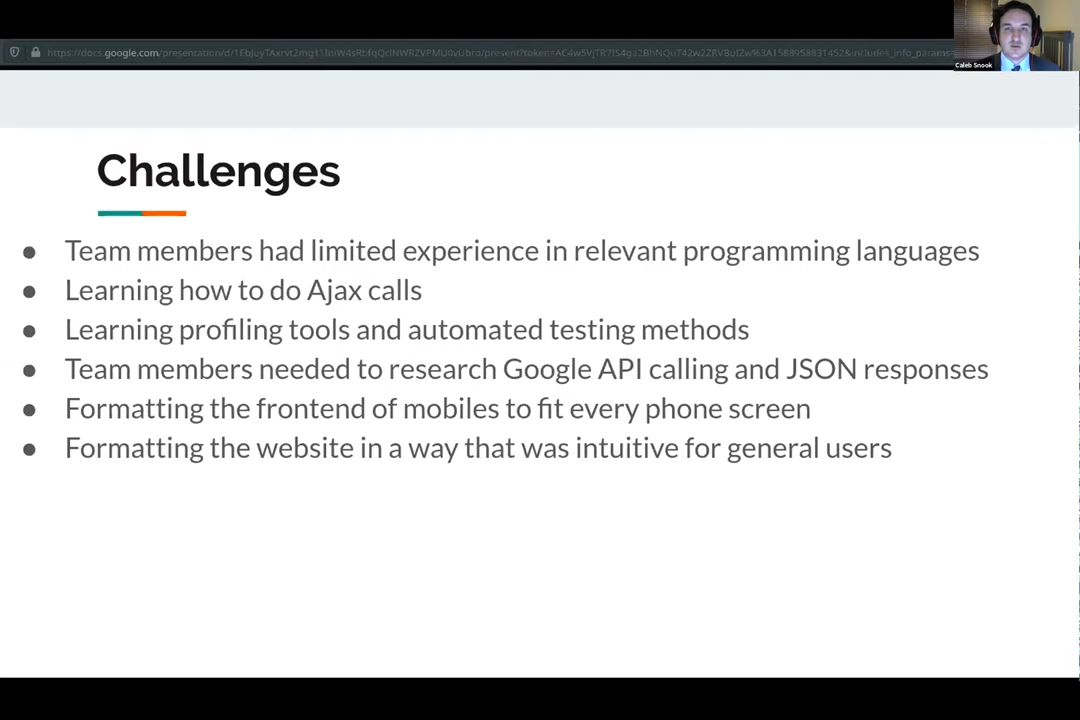 Caleb Snook
Challenges
● Team members had limited experience in relevant programming languages
● Learning how to do Ajax calls
● Learning profiling tools and automated testing methods
● Team members needed to research Google API calling and JSON responses
● Formatting the frontend of mobiles to fit every phone screen
● Formatting the website in a way that was intuitive for general users